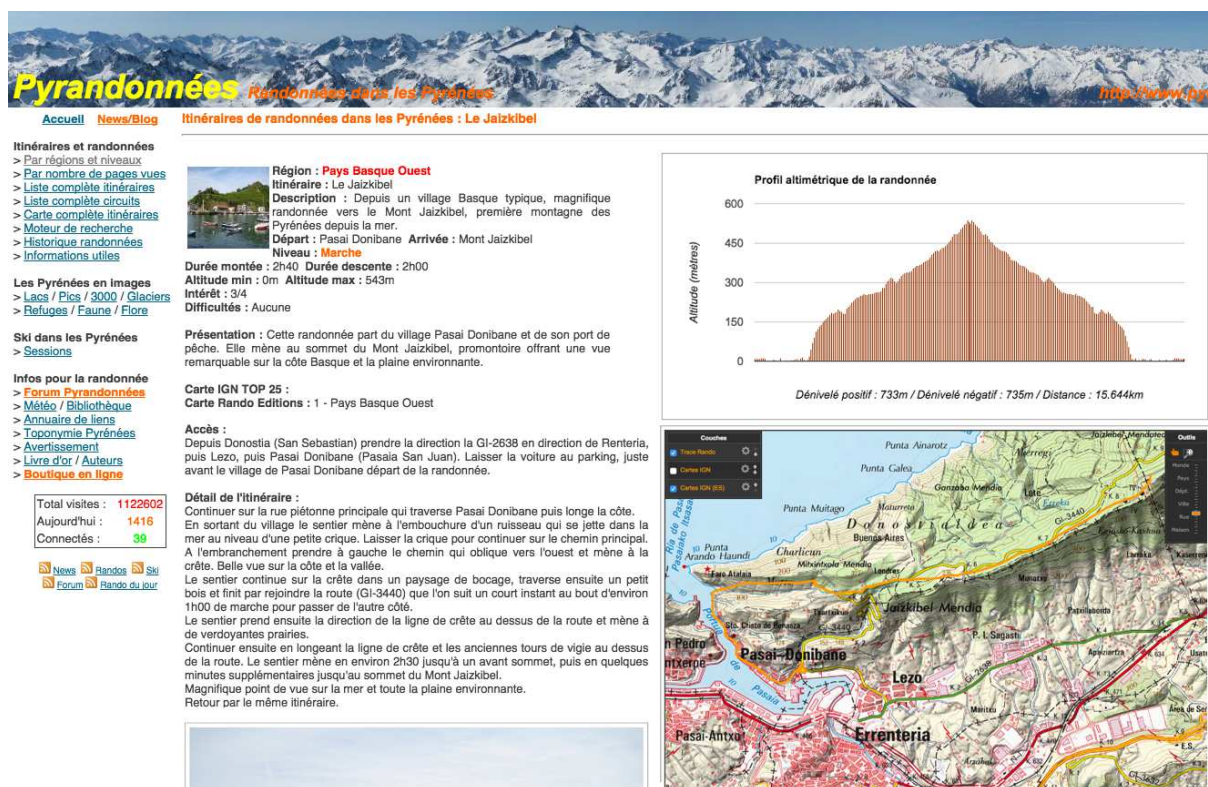 Pyrandonnées Randonnées dans les Pyrénées http://www.py
Accueil News/Blog
Itinéraires de randonnées dans les Pyrénées : Le Jaizkibel
Itinéraires et randonnées
> Par régions et niveaux
> Par nombre de pages vues
> Liste complète itinéraires
> Liste complète circuits
> Carte complète itinéraires
> Moteur de recherche
> Historique randonnées
> Informations utiles
Les Pyrénées en images
> Lacs / Pics / 3000 / Glaciers
> Refuges / Faune / Flore
Ski dans les Pyrénées
> Sessions
Infos pour la randonnée
> Forum Pyrandonnées
> Météo / Bibliothèque
> Annuaire de liens
> Toponymie Pyrénées
> Avertissement
> Livre d'or / Auteurs
> Boutique en ligne
Total visites : 1122602
Aujourd'hui : 1416
Connectés : 39
News Randos Ski
Forum Rando du jour
Région : Pays Basque Ouest
Itinéraire : Le Jaizkibel
Description : Depuis un village Basque typique, magnifique
randonnée vers le Mont Jaizkibel, première montagne des
Pyrénées depuis la mer.
Départ : Pasai Donibane Arrivée : Mont Jaizkibel
Niveau : Marche
Durée montée : 2h40 Durée descente : 2h00
Altitude min : 0m Altitude max : 543m
Intérêt : 3/4
Difficultés : Aucune
Présentation : Cette randonnée part du village Pasai Donibane et de son port de
pêche. Elle mène au sommet du Mont Jaizkibel, promontoire offrant une vue
remarquable sur la côte Basque et la plaine environnante.
Carte IGN TOP 25 :
Carte Rando Editions : 1 - Pays Basque Ouest
Accès :
Depuis Donostia (San Sebastian) prendre la direction la GI-2638 en direction de Renteria,
puis Lezo, puis Pasai Donibane (Pasaia San Juan). Laisser la voiture au parking, juste
avant le village de Pasai Donibane départ de la randonnée.
Détail de l'itinéraire :
Continuer sur la rue piétonne principale qui traverse Pasai Donibane puis longe la côte.
En sortant du village le sentier mène à l'embouchure d'un ruisseau qui se jette dans la
mer au niveau d'une petite crique. Laisser la crique pour continuer sur le chemin principal.
A l'embranchement prendre à gauche le chemin qui oblique vers l'ouest et mène à la
crête. Belle vue sur la côte et la vallée.
Le sentier continue sur la crête dans un paysage de bocage, traverse ensuite un petit
bois et finit par rejoindre la route (GI-3440) que l'on suit un court instant au bout d'environ
1h00 de marche pour passer de l'autre côté.
Le sentier prend ensuite la direction de la ligne de crête au dessus de la route et mène à
de verdoyantes prairies.
Continuer ensuite en longeant la ligne de crête et les anciennes tours de vigie au dessus
de la route. Le sentier mène en environ 2h30 jusqu'à un avant sommet, puis en quelques
minutes supplémentaires jusqu'au sommet du Mont Jaizkibel.
Magnifique point de vue sur la mer et toute la plaine environnante.
Retour par le même itinéraire.
Profil altimétrique de la randonnée
600
450
300
150
0
Altitude (mètres)
Dénivelé positif : 733m / Dénivelé négatif : 735m / Distance : 15.644km
Couches
Trace Rando
Cartes IGN
Cartes IGN (ES)
Outils
Monde
Pays
Dépt.
Ville
Rue
Maison
Punta Ainarotz
Punta Galea
Gonzabo Mendia
Punta Muitago
Donostialdea
Buenos Aires
Punta
Arando Haundi
Charlicun
Mitxintxola Mendia
Londres
Faro Atalaia
GI-3440
Jaizkibel Mendia
P. I. Sagasti
Pasai-Donibane
Lezo
GI-2638
Errenteria
Pasai-Antxo